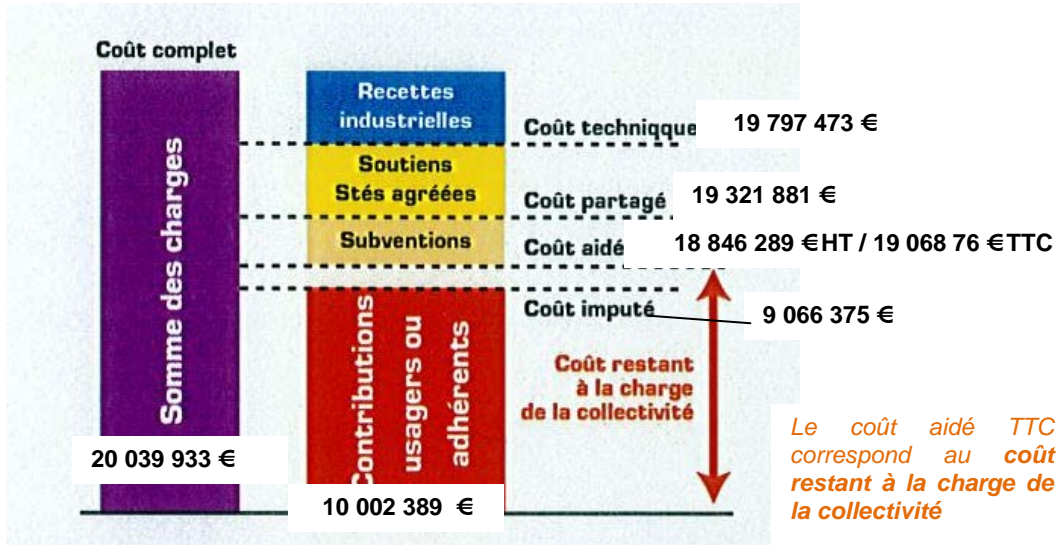 Coût complet
Somme des charges
20 039 933 €
Recettes
industrielles
Soutiens
Stés agréées
Subventions
Contributions
usagers ou
adhérents
10 002 389 €
Coût techniqque 19 797 473 €
Coût partagé 19 321 881 €
Coût aidé 18 846 289 €HT / 19 068 76 €TTC
Coût imputé 9 066 375 €
Coût restant
à la charge
de la collectivité
Le coût aidé TTC
correspond au coût
restant à la charge de
la collectivité